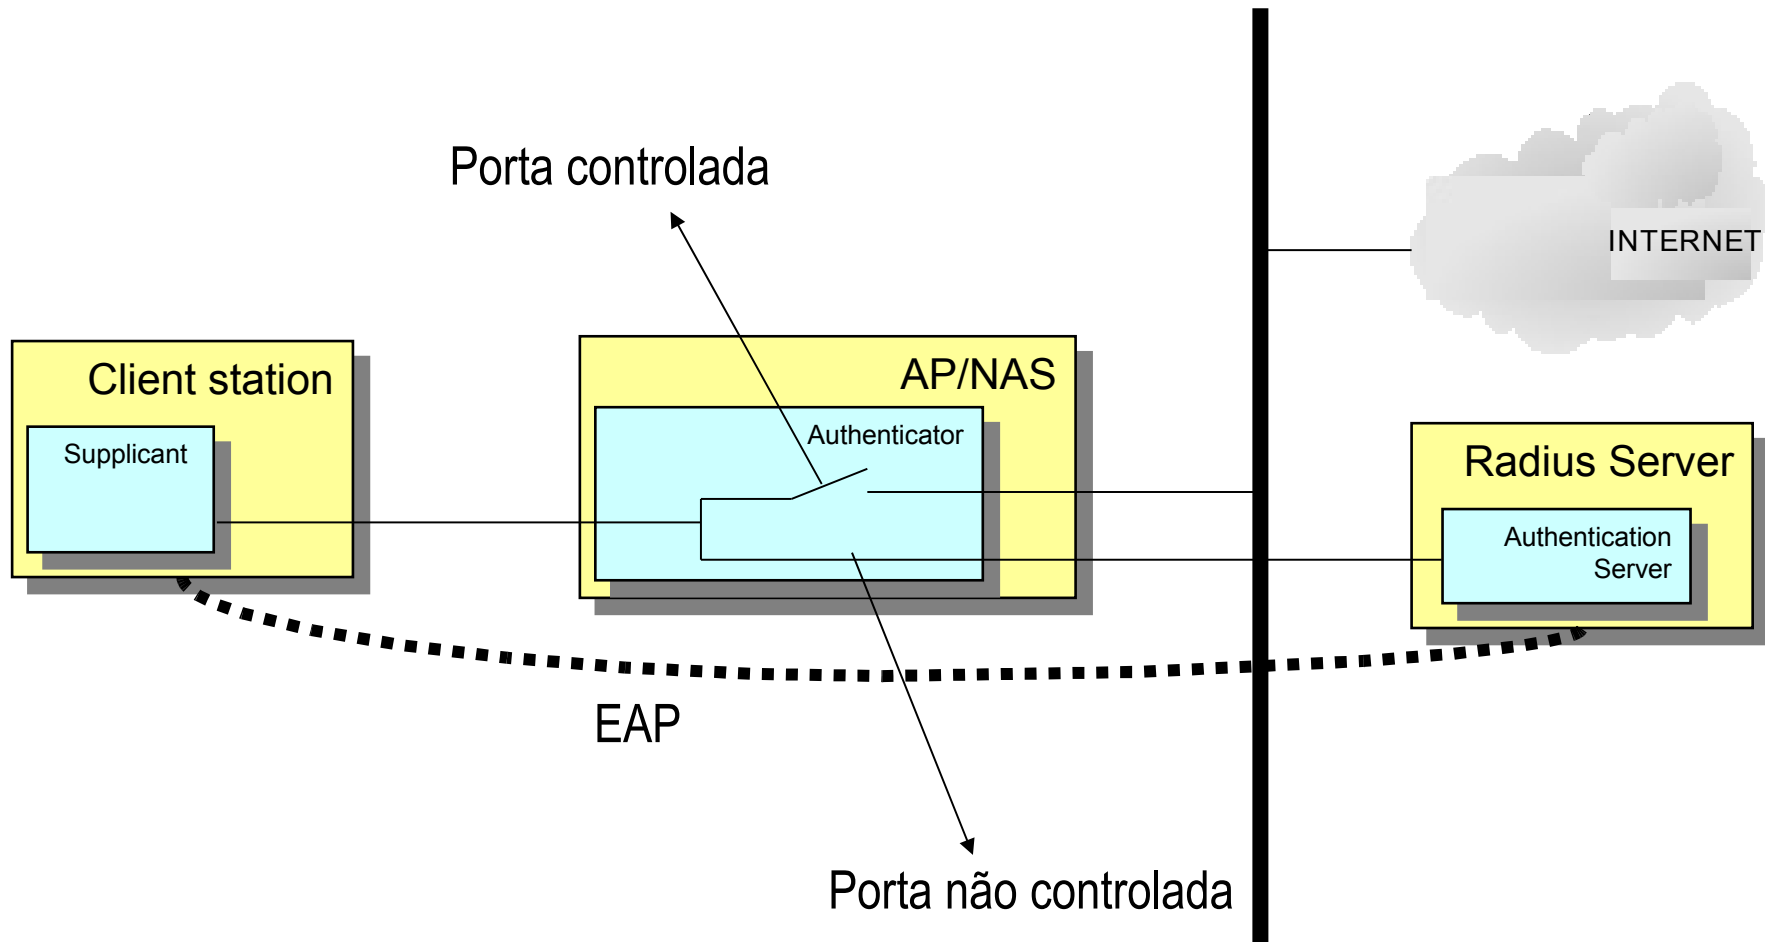 Porta controlada
INTERNET
Client station
Supplicant
AP/NAS
Authenticator
Radius Server
Authentication
Server
EAP
Porta não controlada